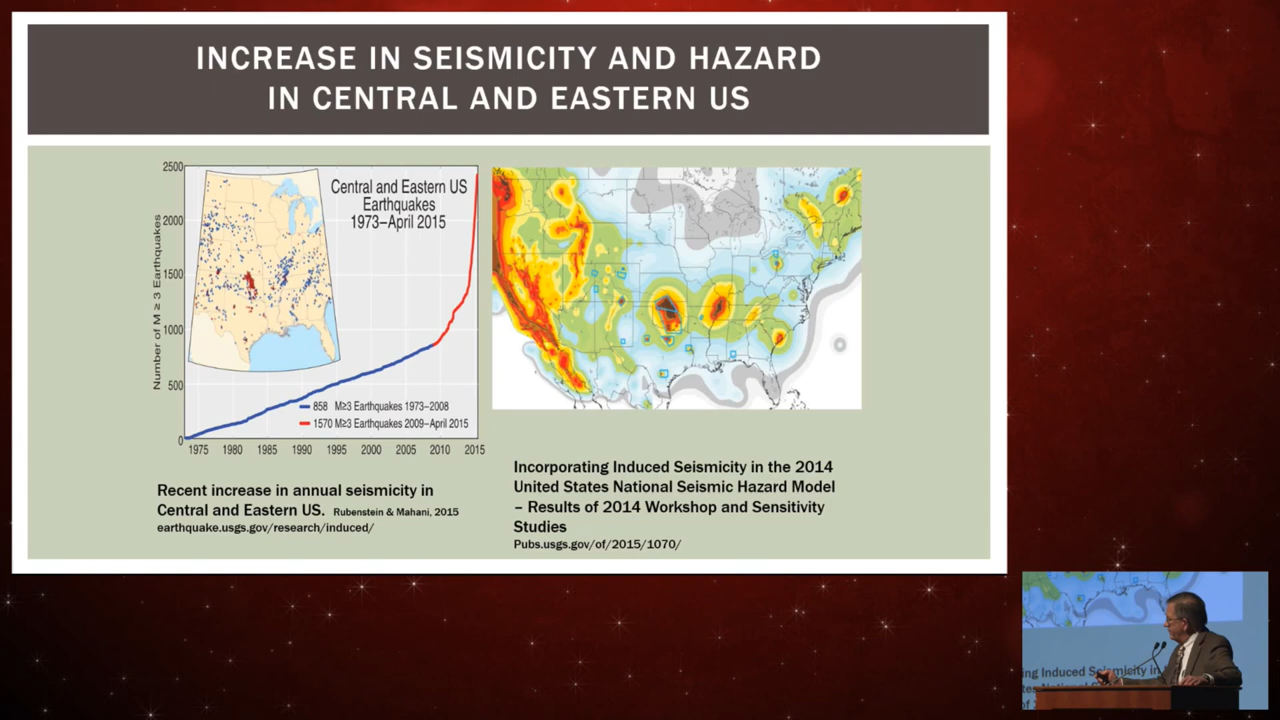 INCREASE IN SEISMICITY AND HAZARD
IN CENTRAL AND EASTERN US
Number of M ≥ 3 Earthquakes
2500
2000
1500
1000
500
0
Central and Eastern US
Earthquakes
1973–April 2015
858 M≥3 Earthquakes 1973–2008
1570 M≥3 Earthquakes 2009–April 2015
1975 1980 1985 1990 1995 2000 2005 2010 2015
Recent increase in annual seismicity in
Central and Eastern US. Rubenstein & Mahani, 2015
earthquake.usgs.gov/research/induced/
Incorporating Induced Seismicity in the 2014
United States National Seismic Hazard Model
– Results of 2014 Workshop and Sensitivity
Studies
Pubs.usgs.gov/of/2015/1070/
ing Induced Seismicity in